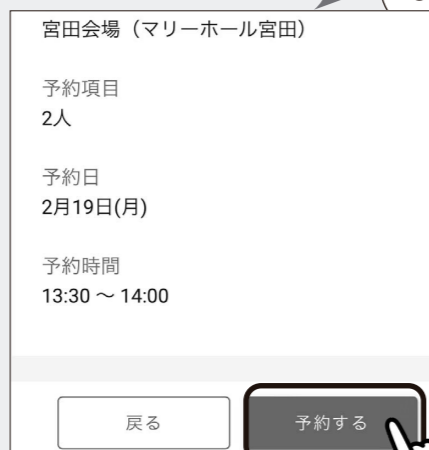 宮田会場（マリーホール宮田）
予約項目
2人
予約日
2月19日(月)
予約時間
13:30 ～ 14:00
戻る
予約する